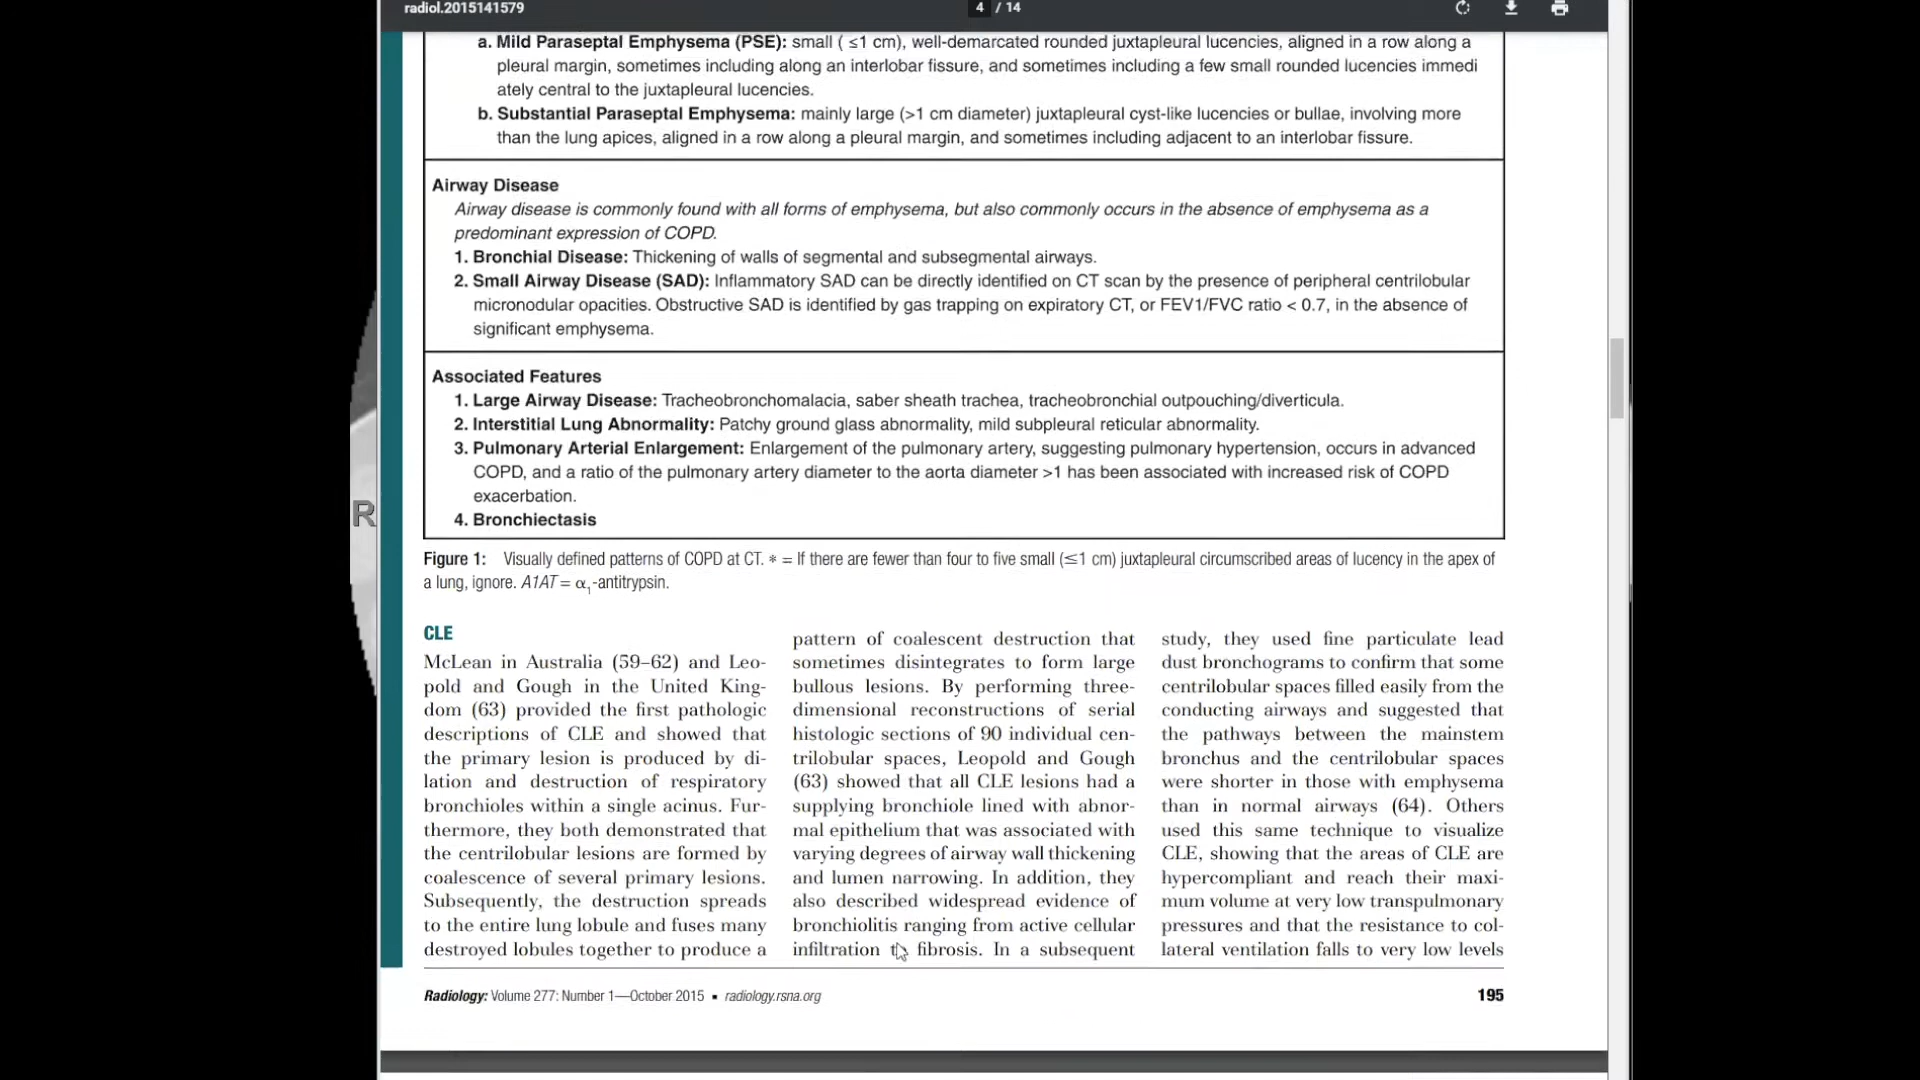 radiol.2015141579
4 / 14
a. Mild Paraseptal Emphysema (PSE): small ( ≤1 cm), well-demarcated rounded juxtapleural lucencies, aligned in a row along a
pleural margin, sometimes including along an interlobar fissure, and sometimes including a few small rounded lucencies immedi
ately central to the juxtapleural lucencies.
b. Substantial Paraseptal Emphysema: mainly large (>1 cm diameter) juxtapleural cyst-like lucencies or bullae, involving more
than the lung apices, aligned in a row along a pleural margin, and sometimes including adjacent to an interlobar fissure.
Airway Disease
Airway disease is commonly found with all forms of emphysema, but also commonly occurs in the absence of emphysema as a
predominant expression of COPD.
1. Bronchial Disease: Thickening of walls of segmental and subsegmental airways.
2. Small Airway Disease (SAD): Inflammatory SAD can be directly identified on CT scan by the presence of peripheral centrilobular
micronodular opacities. Obstructive SAD is identified by gas trapping on expiratory CT, or FEV1/FVC ratio < 0.7, in the absence of
significant emphysema.
Associated Features
1. Large Airway Disease: Tracheobronchomalacia, saber sheath trachea, tracheobronchial outpouching/diverticula.
2. Interstitial Lung Abnormality: Patchy ground glass abnormality, mild subpleural reticular abnormality.
3. Pulmonary Arterial Enlargement: Enlargement of the pulmonary artery, suggesting pulmonary hypertension, occurs in advanced
COPD, and a ratio of the pulmonary artery diameter to the aorta diameter >1 has been associated with increased risk of COPD
exacerbation.
4. Bronchiectasis
R
Figure 1: Visually defined patterns of COPD at CT. * = If there are fewer than four to five small (≤1 cm) juxtapleural circumscribed areas of lucency in the apex of
a lung, ignore. A1AT = α1-antitrypsin.
CLE
McLean in Australia (59–62) and Leo-
pold and Gough in the United King-
dom (63) provided the first pathologic
descriptions of CLE and showed that
the primary lesion is produced by di-
lation and destruction of respiratory
bronchioles within a single acinus. Fur-
thermore, they both demonstrated that
the centrilobular lesions are formed by
coalescence of several primary lesions.
Subsequently, the destruction spreads
to the entire lung lobule and fuses many
destroyed lobules together to produce a
pattern of coalescent destruction that
sometimes disintegrates to form large
bullous lesions. By performing three-
dimensional reconstructions of serial
histologic sections of 90 individual cen-
trilobular spaces, Leopold and Gough
(63) showed that all CLE lesions had a
supplying bronchiole lined with abnor-
mal epithelium that was associated with
varying degrees of airway wall thickening
and lumen narrowing. In addition, they
also described widespread evidence of
bronchiolitis ranging from active cellular
infiltration to fibrosis. In a subsequent
study, they used fine particulate lead
dust bronchograms to confirm that some
centrilobular spaces filled easily from the
conducting airways and suggested that
the pathways between the mainstem
bronchus and the centrilobular spaces
were shorter in those with emphysema
than in normal airways (64). Others
used this same technique to visualize
CLE, showing that the areas of CLE are
hypercompliant and reach their maxi-
mum volume at very low transpulmonary
pressures and that the resistance to col-
lateral ventilation falls to very low levels
Radiology: Volume 277: Number 1—October 2015 ▪ radiology.rsna.org
195